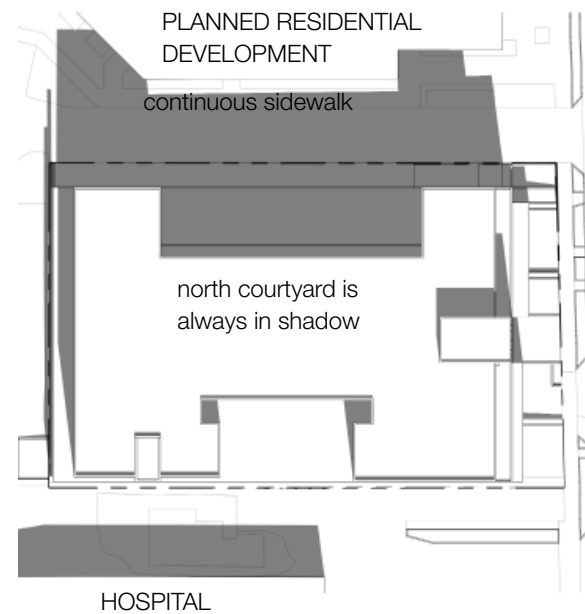 PLANNED RESIDENTIAL
DEVELOPMENT
continuous sidewalk
north courtyard is
always in shadow
HOSPITAL